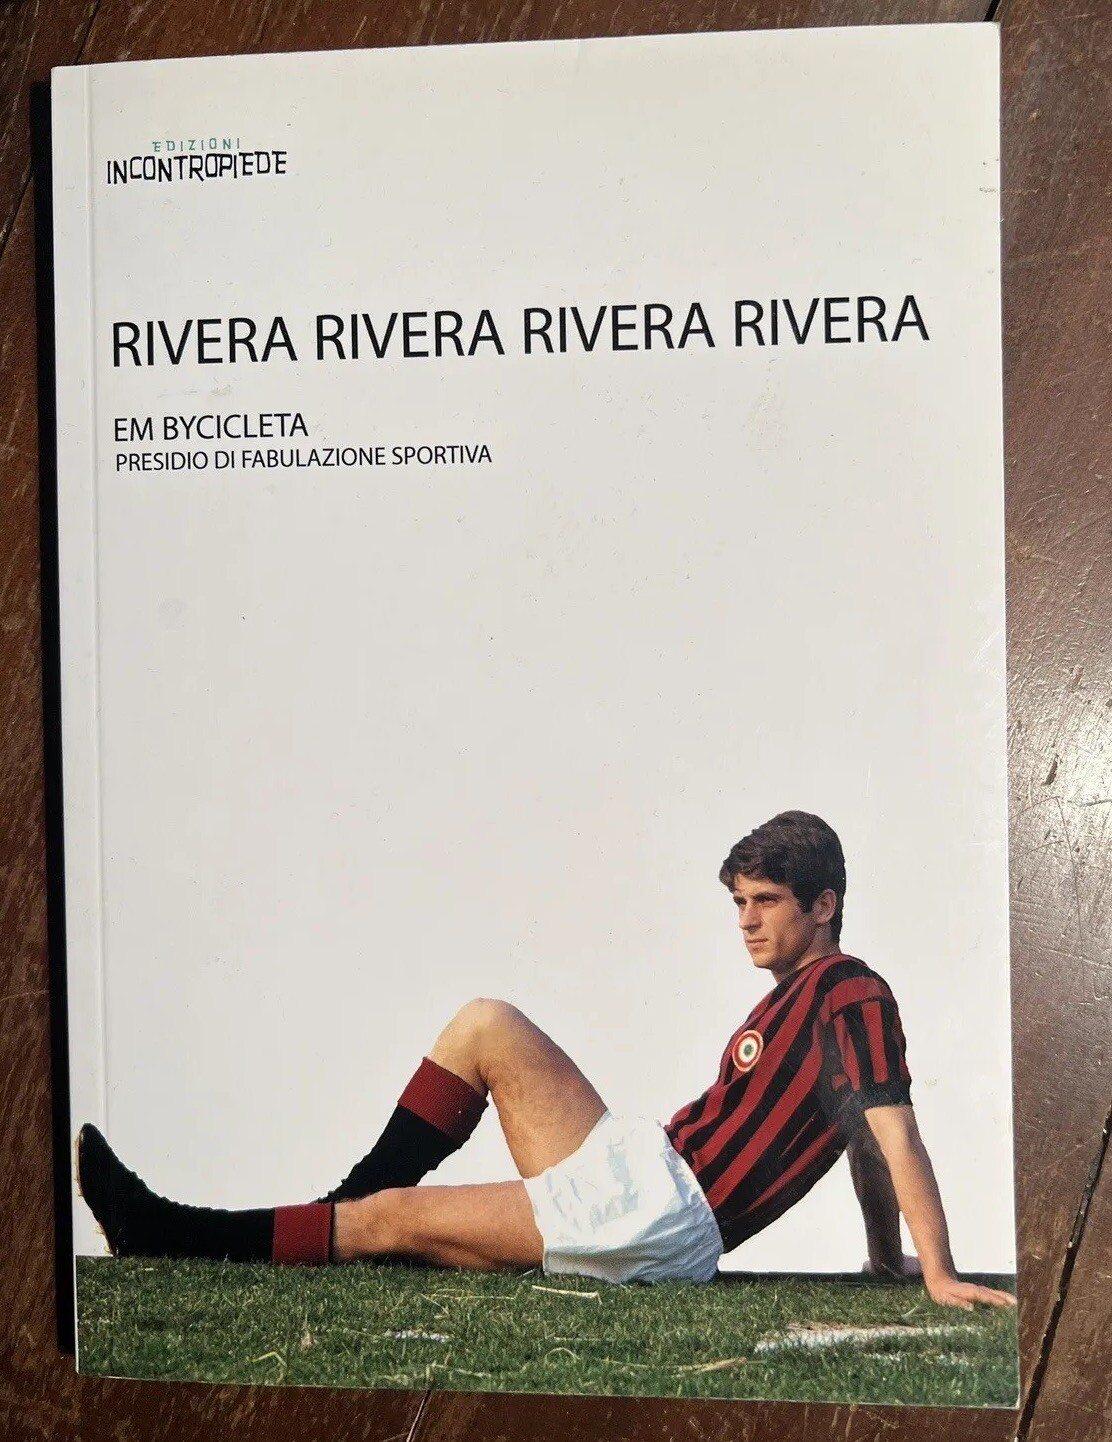 EDIZIONI
INCONTROPIEDE
RIVERA RIVERA RIVERA RIVERA
EM BYCICLETA
PRESIDIO DI FABULAZIONE SPORTIVA